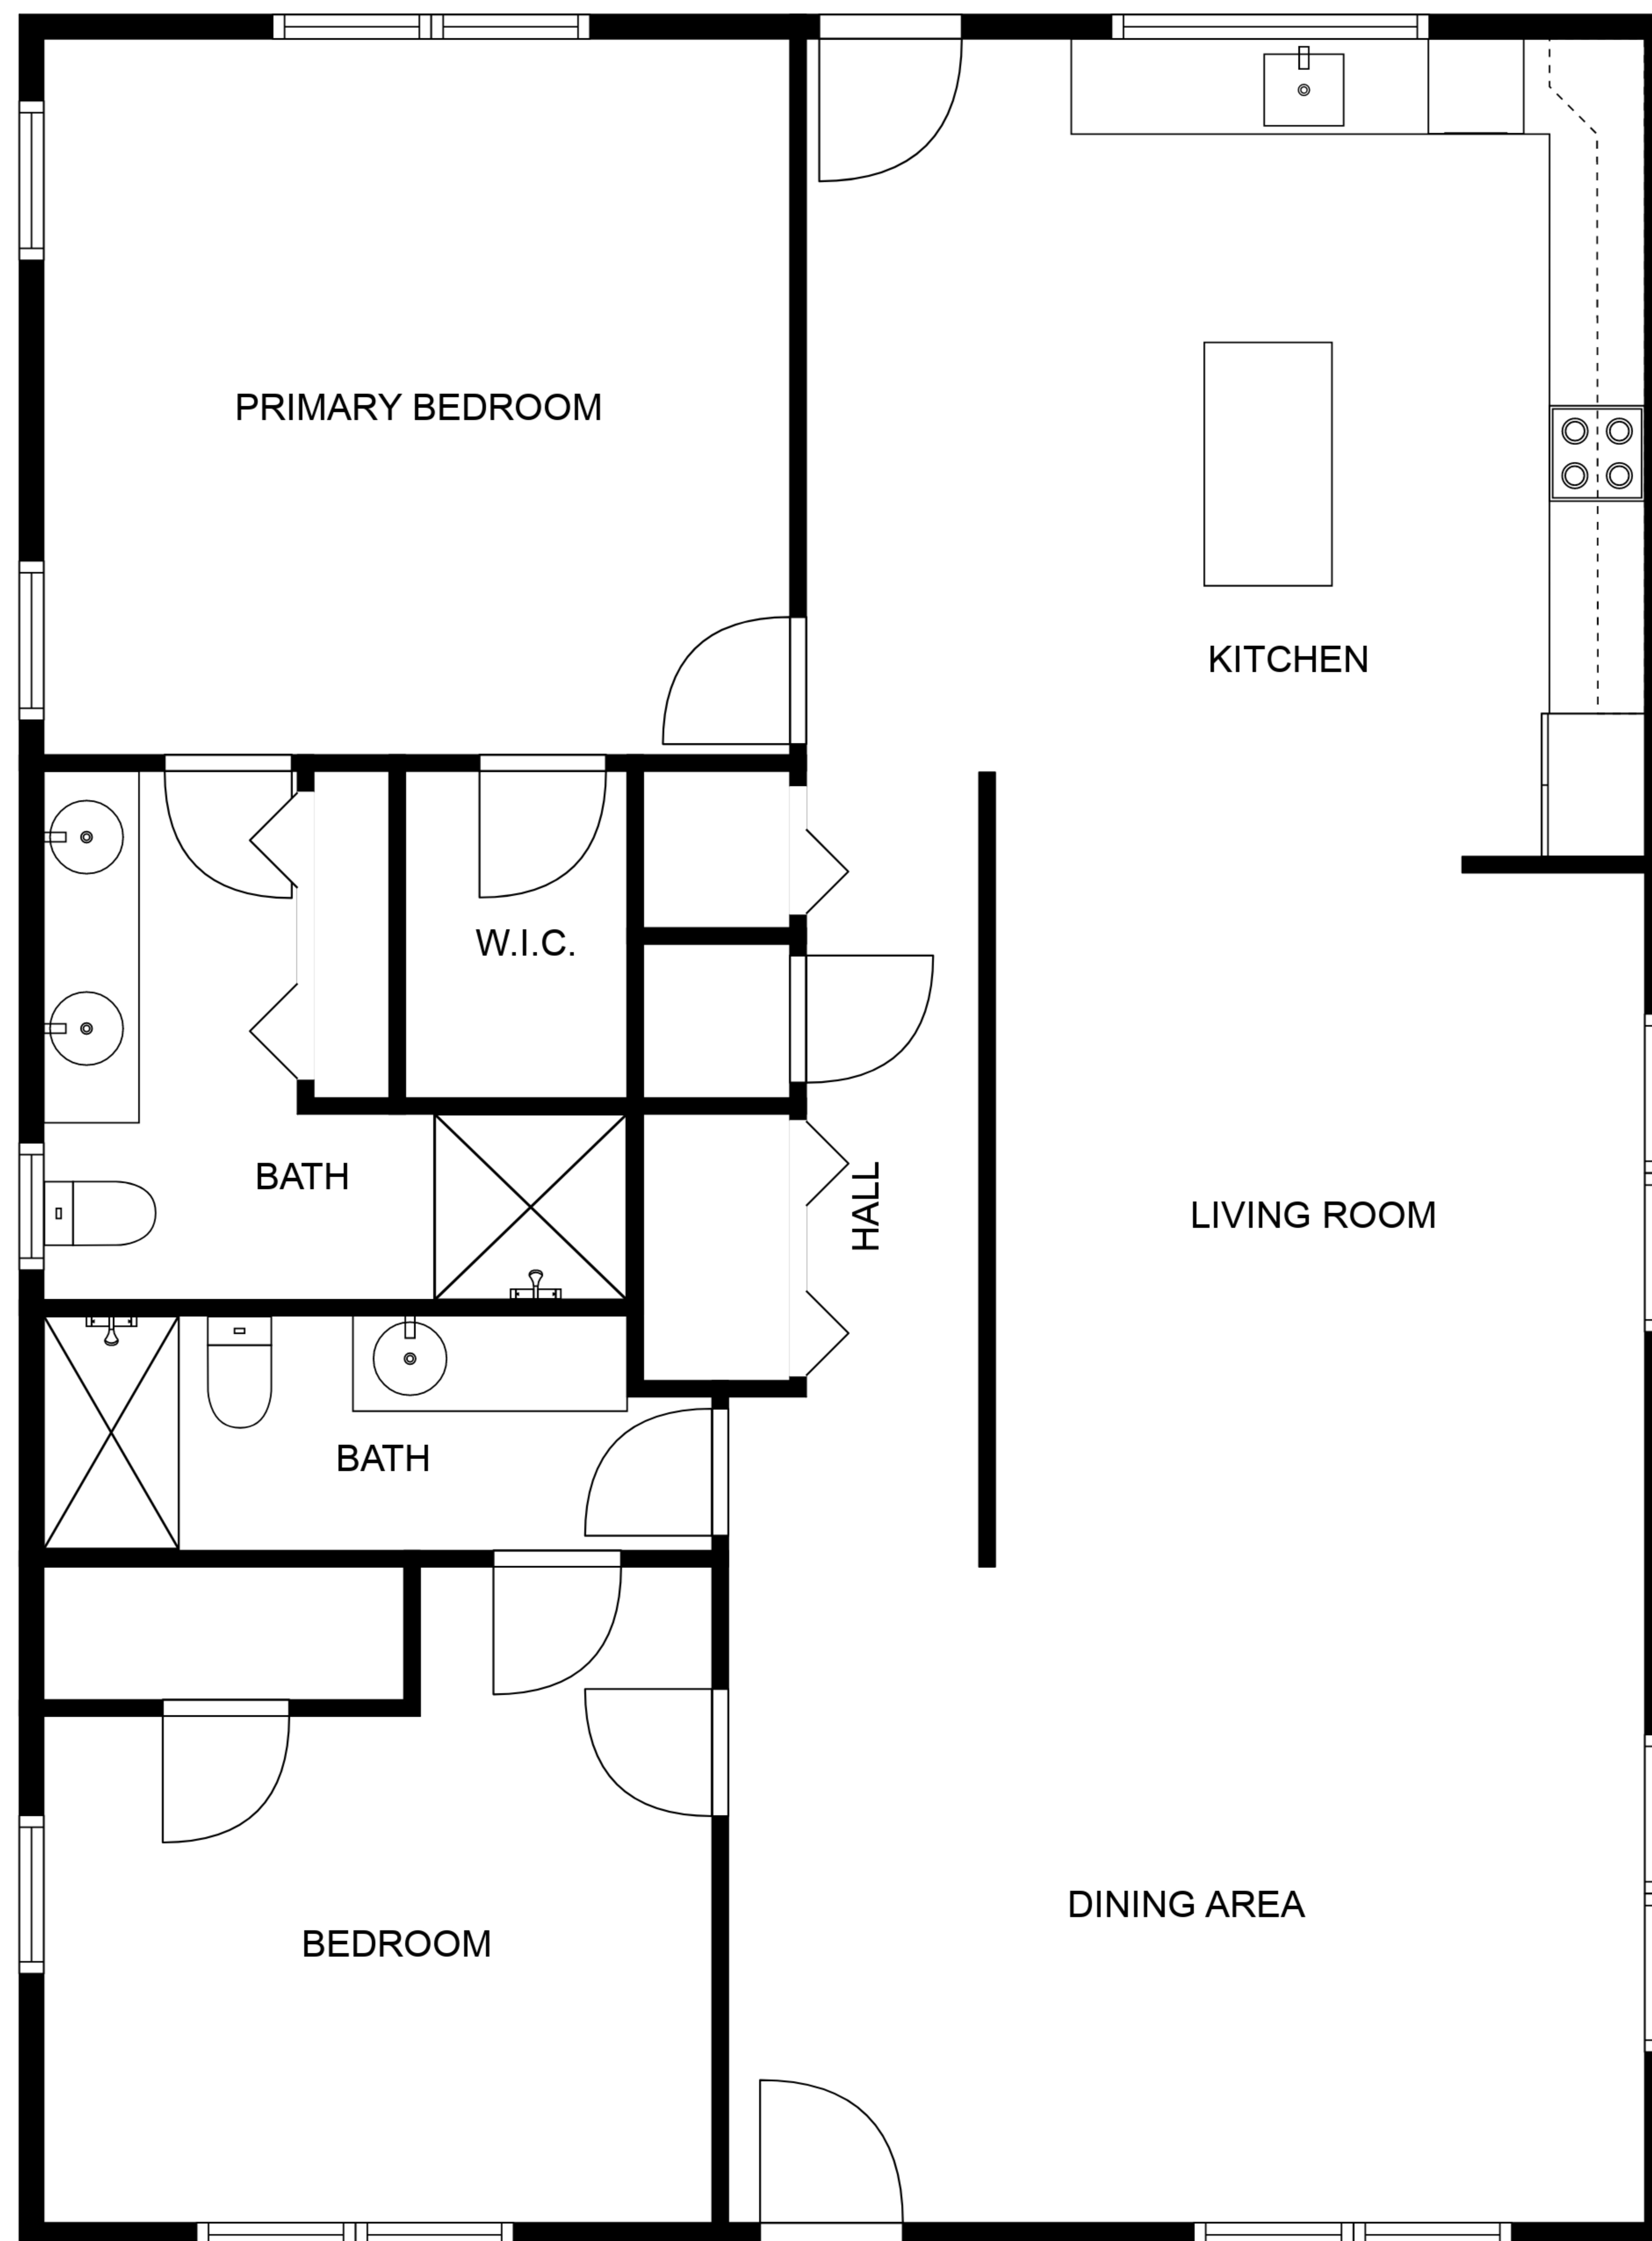 PRIMARY BEDROOM
KITCHEN
W.I.C.
BATH
HALL
LIVING ROOM
BATH
DINING AREA
BEDROOM